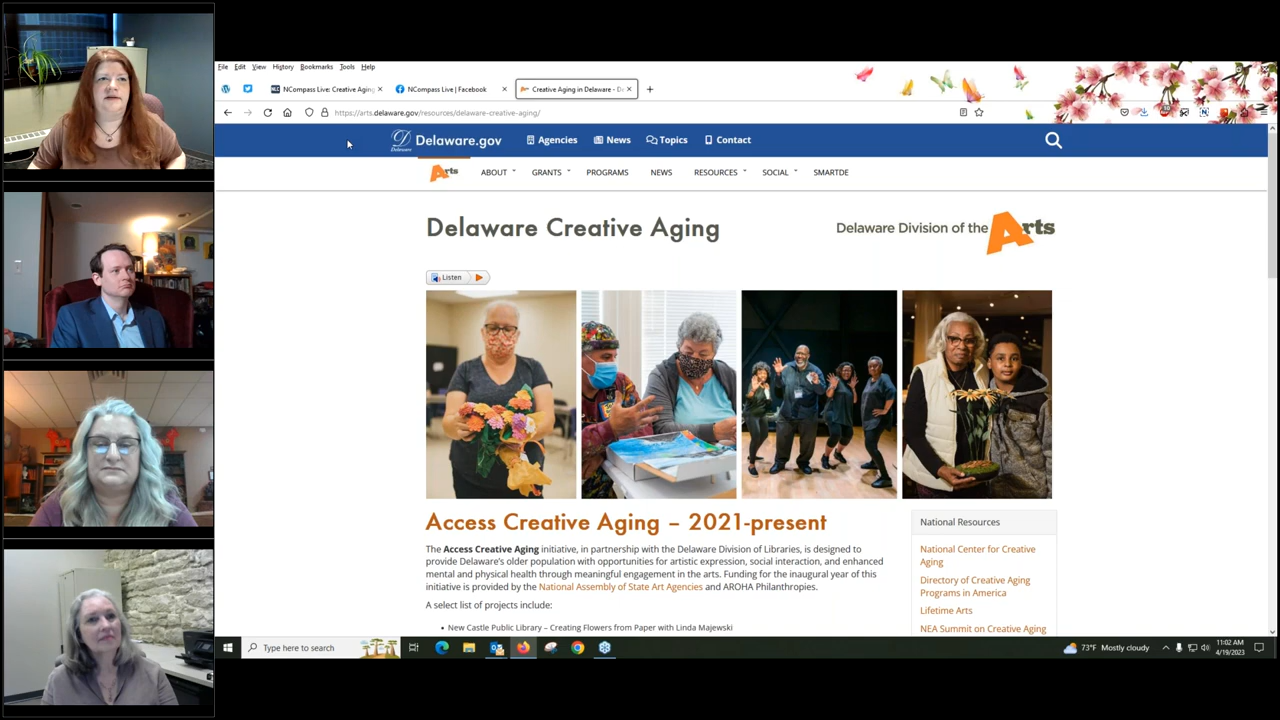 File Edit View History Bookmarks Tools Help
NCompass Live: Creative Aging
NCompass Live | Facebook
Creative Aging in Delaware - De
https://arts.delaware.gov/resources/delaware-creative-aging/
Delaware.gov Agencies News Topics Contact
Arts ABOUT GRANTS PROGRAMS NEWS RESOURCES SOCIAL SMARTDE
Delaware Creative Aging
Delaware Division of the Arts
Listen
Access Creative Aging – 2021-present
The Access Creative Aging initiative, in partnership with the Delaware Division of Libraries, is designed to
provide Delaware's older population with opportunities for artistic expression, social interaction, and enhanced
mental and physical health through meaningful engagement in the arts. Funding for the inaugural year of this
initiative is provided by the National Assembly of State Art Agencies and AROHA Philanthropies.
A select list of projects include:
• New Castle Public Library – Creating Flowers from Paper with Linda Majewski
National Resources
National Center for Creative
Aging
Directory of Creative Aging
Programs in America
Lifetime Arts
NEA Summit on Creative Aging
Type here to search
73°F Mostly cloudy
11:02 AM
4/19/2023